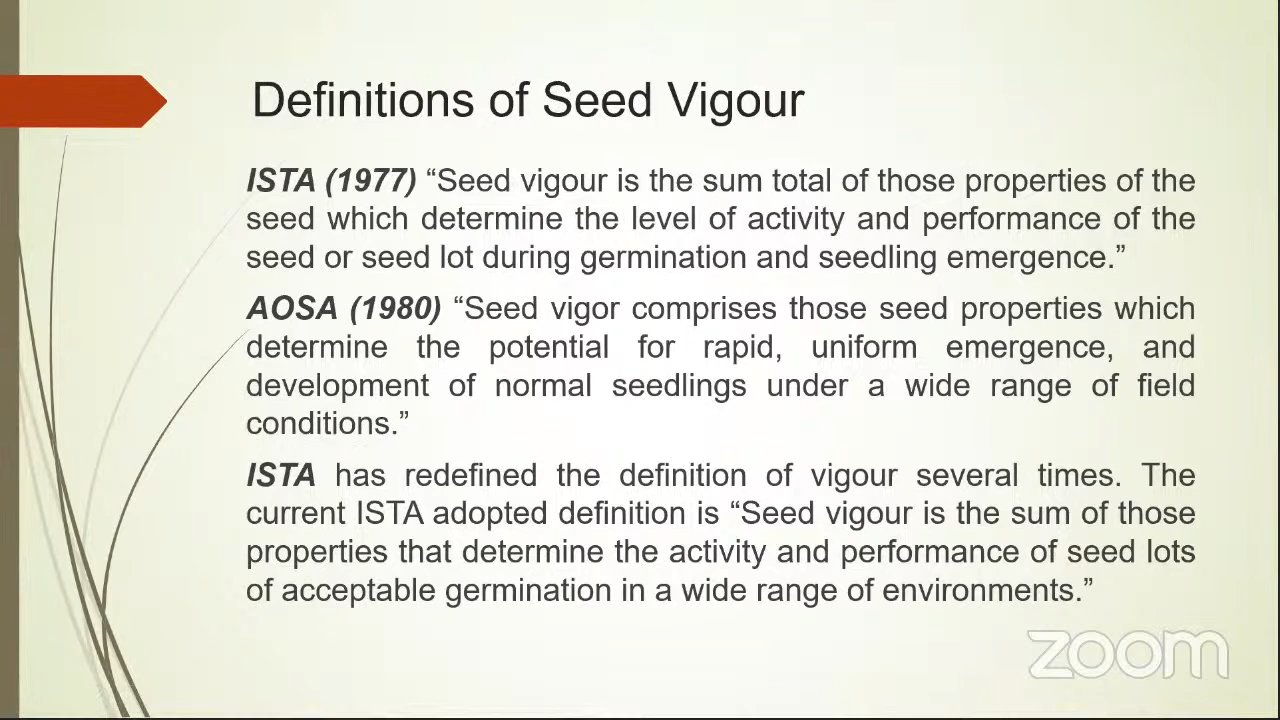 Definitions of Seed Vigour
ISTA (1977) “Seed vigour is the sum total of those properties of the
seed which determine the level of activity and performance of the
seed or seed lot during germination and seedling emergence.”
AOSA (1980) “Seed vigor comprises those seed properties which
determine the potential for rapid, uniform emergence, and
development of normal seedlings under a wide range of field
conditions.”
ISTA has redefined the definition of vigour several times. The
current ISTA adopted definition is “Seed vigour is the sum of those
properties that determine the activity and performance of seed lots
of acceptable germination in a wide range of environments.”
zoom